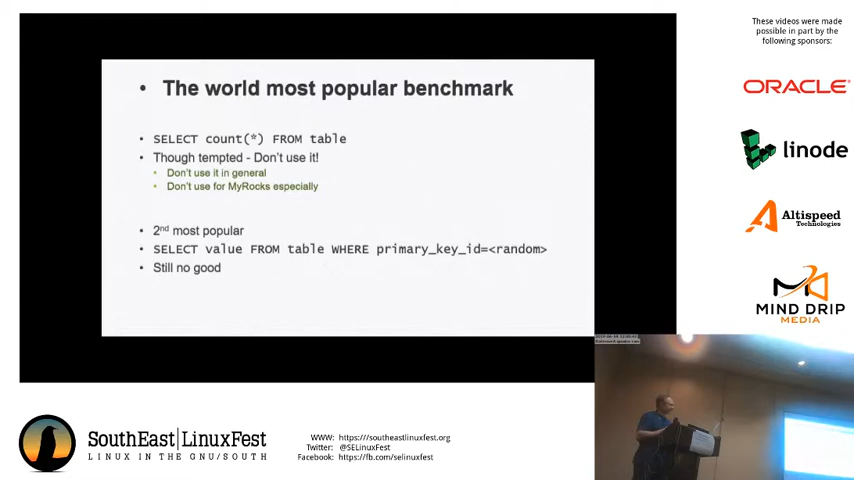 The world most popular benchmark
SELECT count(*) FROM table
Though tempted - Don't use it!
Don't use it in general
Don't use for MyRocks especially
2nd most popular
SELECT value FROM table WHERE primary_key_id=<random>
Still no good
These videos were made
possible in part by the
following sponsors:
ORACLE
linode
Altispeed
Technologies
MIND DRIP
MEDIA
SouthEast|LinuxFest
LINUX IN THE GNU/SOUTH
WWW: https:///southeastlinuxfest.org
Twitter: @SELinuxFest
Facebook: https://fb.com/selinuxfest